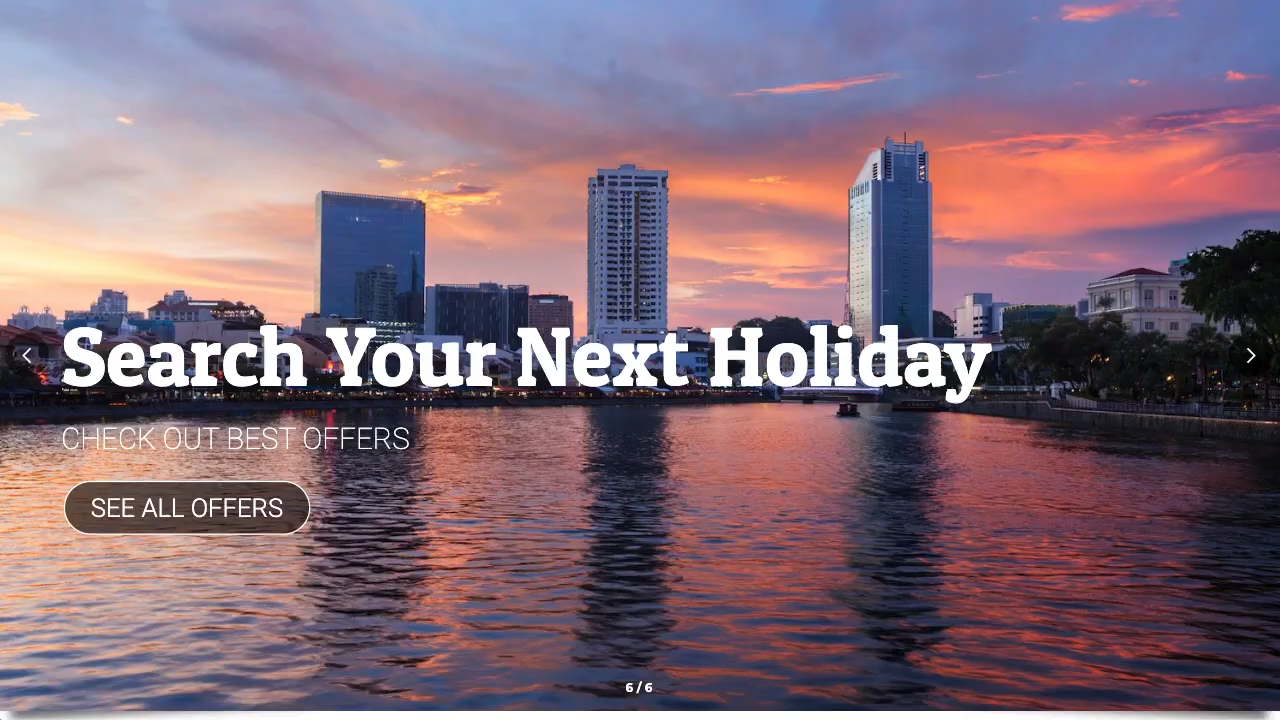 Search Your Next Holiday
CHECK OUT BEST OFFERS
SEE ALL OFFERS
6 / 6